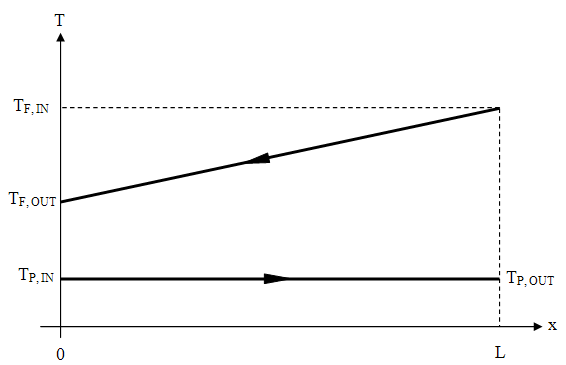 T
T_F, IN
T_F, OUT
T_P, IN
T_P, OUT
x
0
L